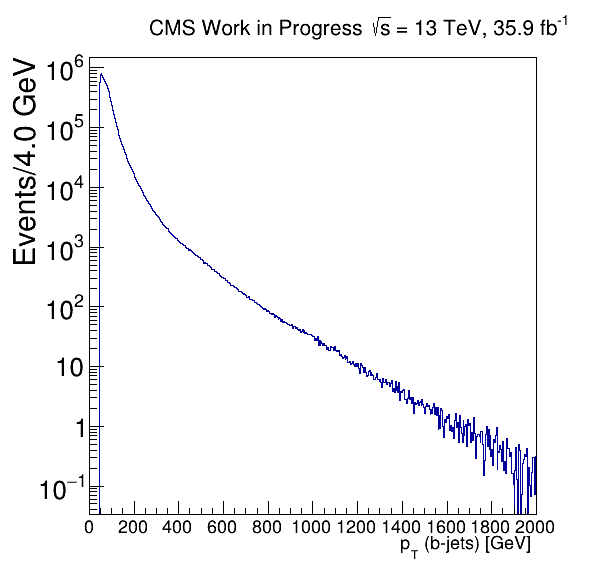 CMS Work in Progress √s = 13 TeV, 35.9 fb⁻¹
Events/4.0 GeV
10⁶
10⁵
10⁴
10³
10²
10
1
10⁻¹
0 200 400 600 800 1000 1200 1400 1600 1800 2000
p_T (b-jets) [GeV]